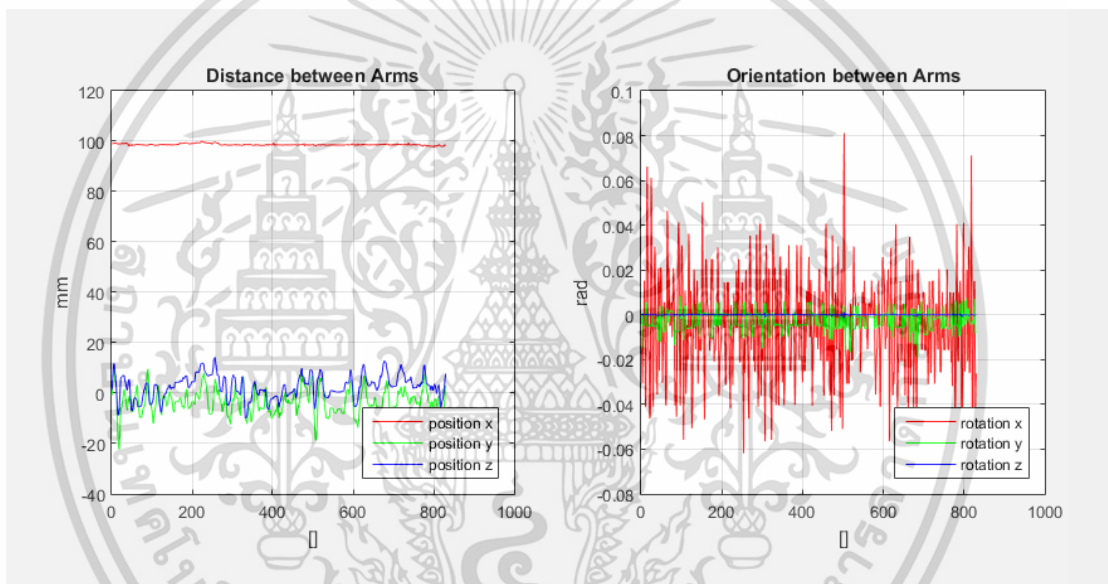 Distance between Arms
120
100
80
60
40
20
0
-20
-40
mm
0 200 400 600 800 1000
[]
position x
position y
position z
Orientation between Arms
0.1
0.08
0.06
0.04
0.02
0
-0.02
-0.04
-0.06
-0.08
rad
0 200 400 600 800 1000
[]
rotation x
rotation y
rotation z